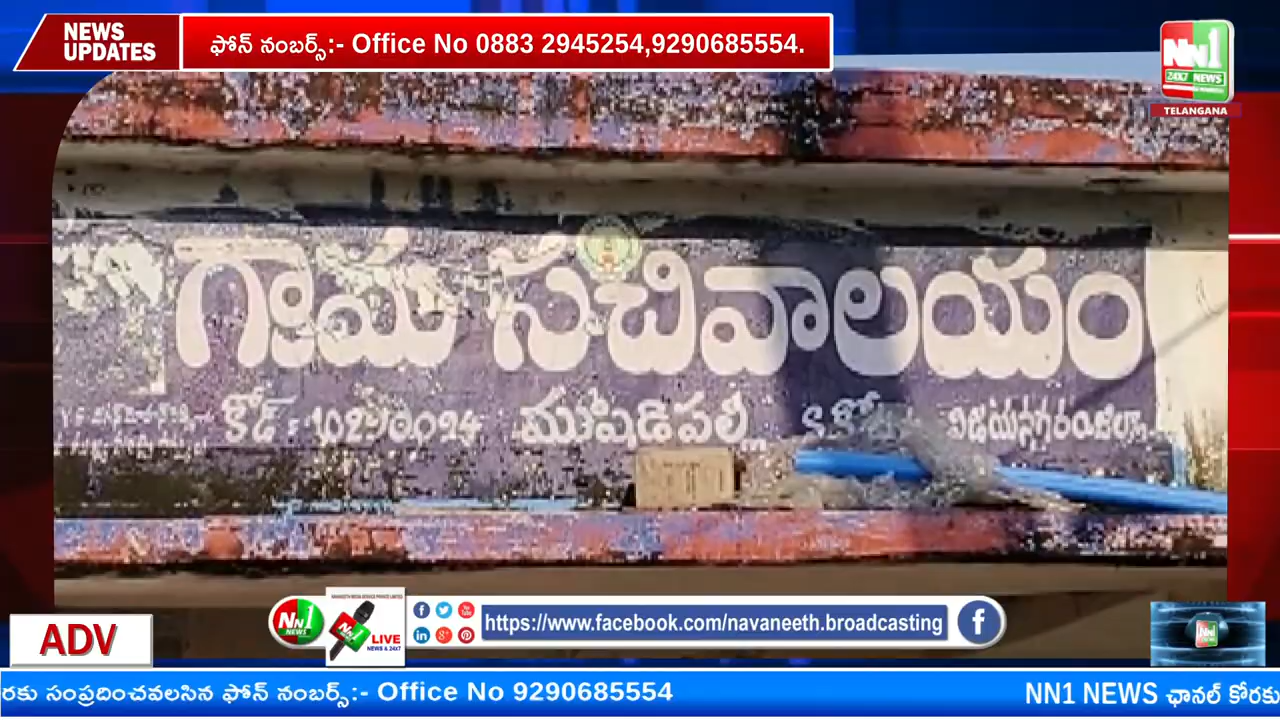 NEWS
UPDATES
ఫోన్ నంబర్స్:- Office No 0883 2945254,9290685554.
NN1
24X7 NEWS
TELANGANA
గ్రామ సచివాలయం
కోడ్ :
ముషిడిపల్లి
విజయనగరంజిల్లా
NN1
NEWS
NN1
LIVE
NEWS & 24X7
https://www.facebook.com/navaneeth.broadcasting
ADV
రకు సంప్రదించవలసిన ఫోన్ నంబర్స్:- Office No 9290685554
NN1 NEWS ఛానల్ కోరకు